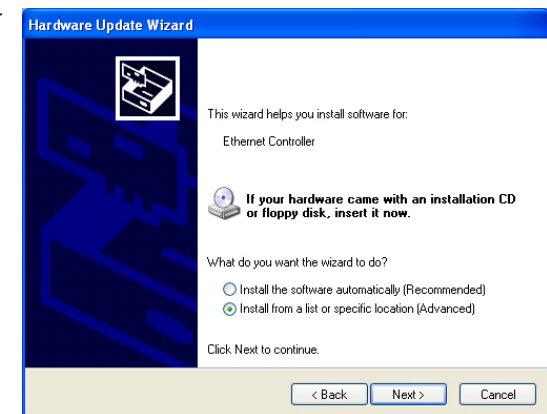 Hardware Update Wizard
This wizard helps you install software for:
Ethernet Controller
If your hardware came with an installation CD
or floppy disk, insert it now.
What do you want the wizard to do?
Install the software automatically (Recommended)
Install from a list or specific location (Advanced)
Click Next to continue.
< Back Next > Cancel